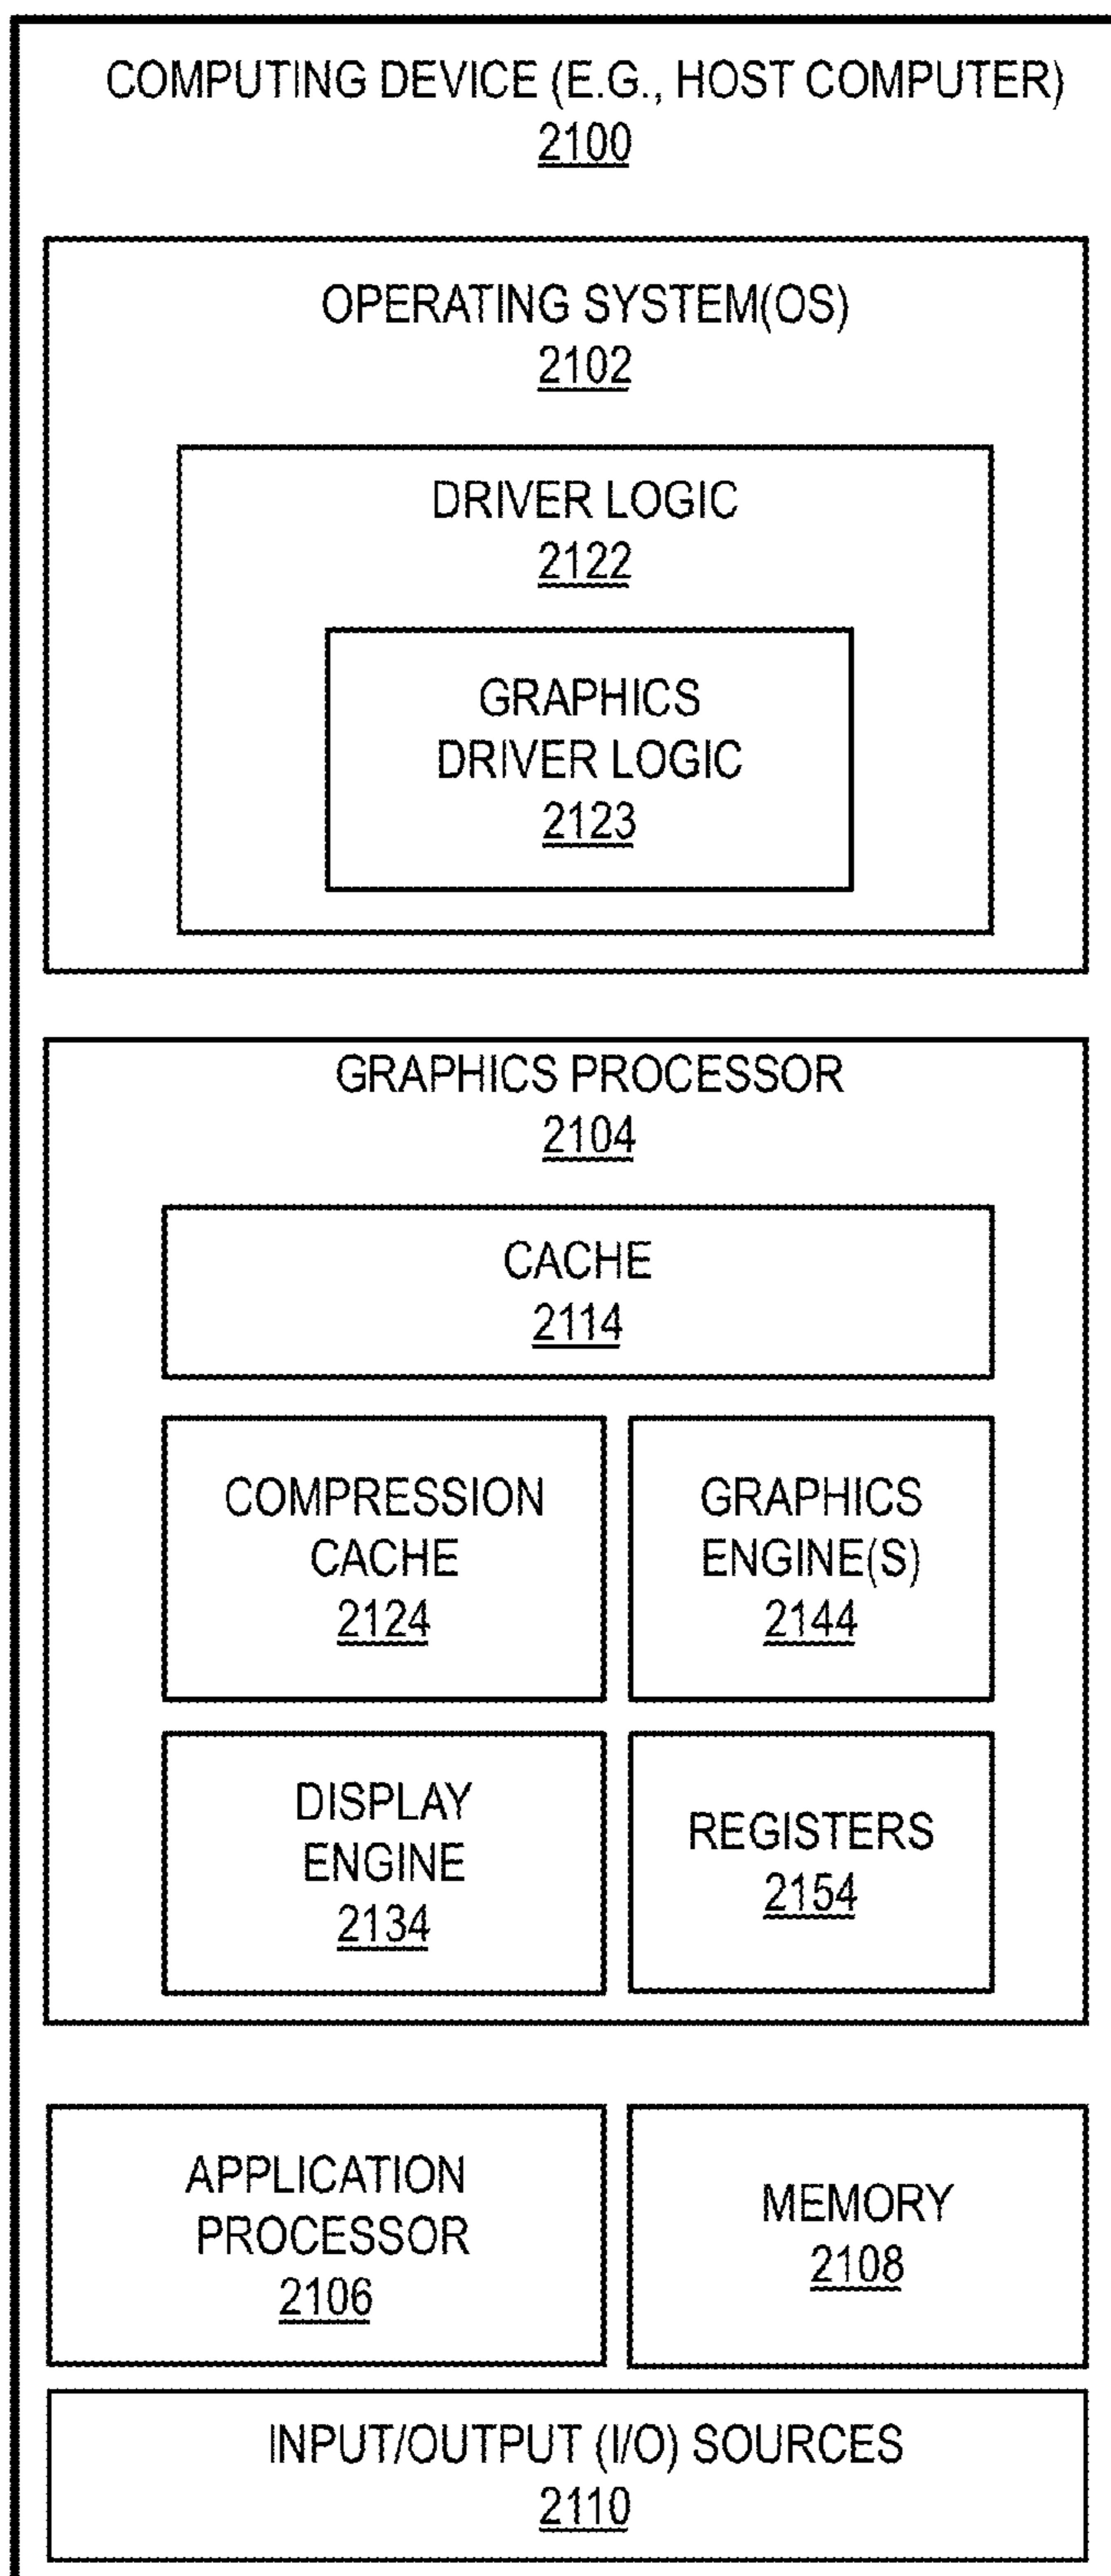 COMPUTING DEVICE (E.G., HOST COMPUTER)
2100
OPERATING SYSTEM(OS)
2102
DRIVER LOGIC
2122
GRAPHICS
DRIVER LOGIC
2123
GRAPHICS PROCESSOR
2104
CACHE
2114
COMPRESSION
CACHE
2124
GRAPHICS
ENGINE(S)
2144
DISPLAY
ENGINE
2134
REGISTERS
2154
APPLICATION
PROCESSOR
2106
MEMORY
2108
INPUT/OUTPUT (I/O) SOURCES
2110